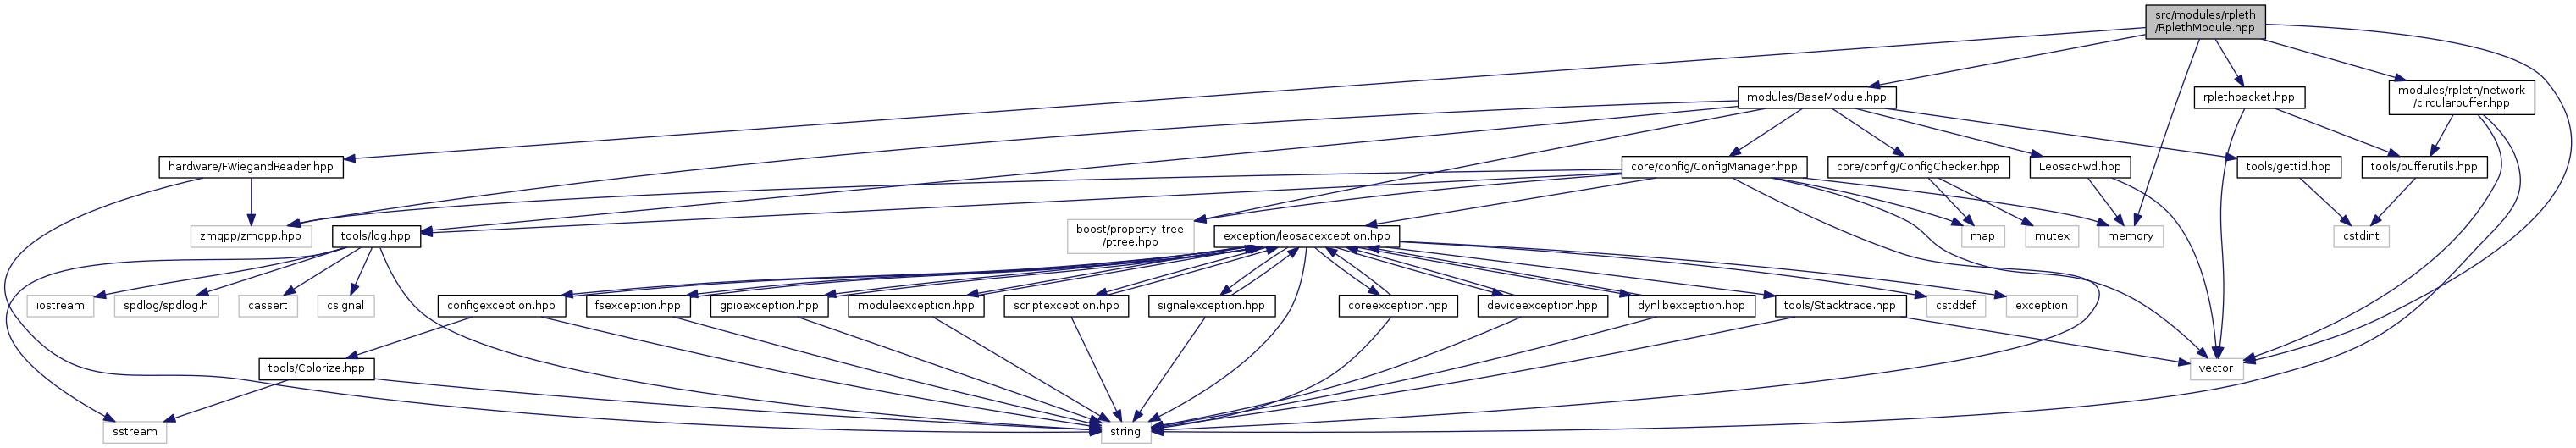 src/modules/rpleth
/RplethModule.hpp
modules/BaseModule.hpp
rplethpacket.hpp
modules/rpleth/network
/circularbuffer.hpp
hardware/FWiegandReader.hpp
core/config/ConfigManager.hpp
core/config/ConfigChecker.hpp
LeosacFwd.hpp
tools/gettid.hpp
tools/bufferutils.hpp
zmqpp/zmqpp.hpp
tools/log.hpp
boost/property_tree
/ptree.hpp
exception/leosacexception.hpp
map
mutex
memory
cstdint
iostream
spdlog/spdlog.h
cassert
csignal
configexception.hpp
fsexception.hpp
gpioexception.hpp
moduleexception.hpp
scriptexception.hpp
signalexception.hpp
coreexception.hpp
deviceexception.hpp
dynlibexception.hpp
tools/Stacktrace.hpp
cstddef
exception
tools/Colorize.hpp
vector
sstream
string